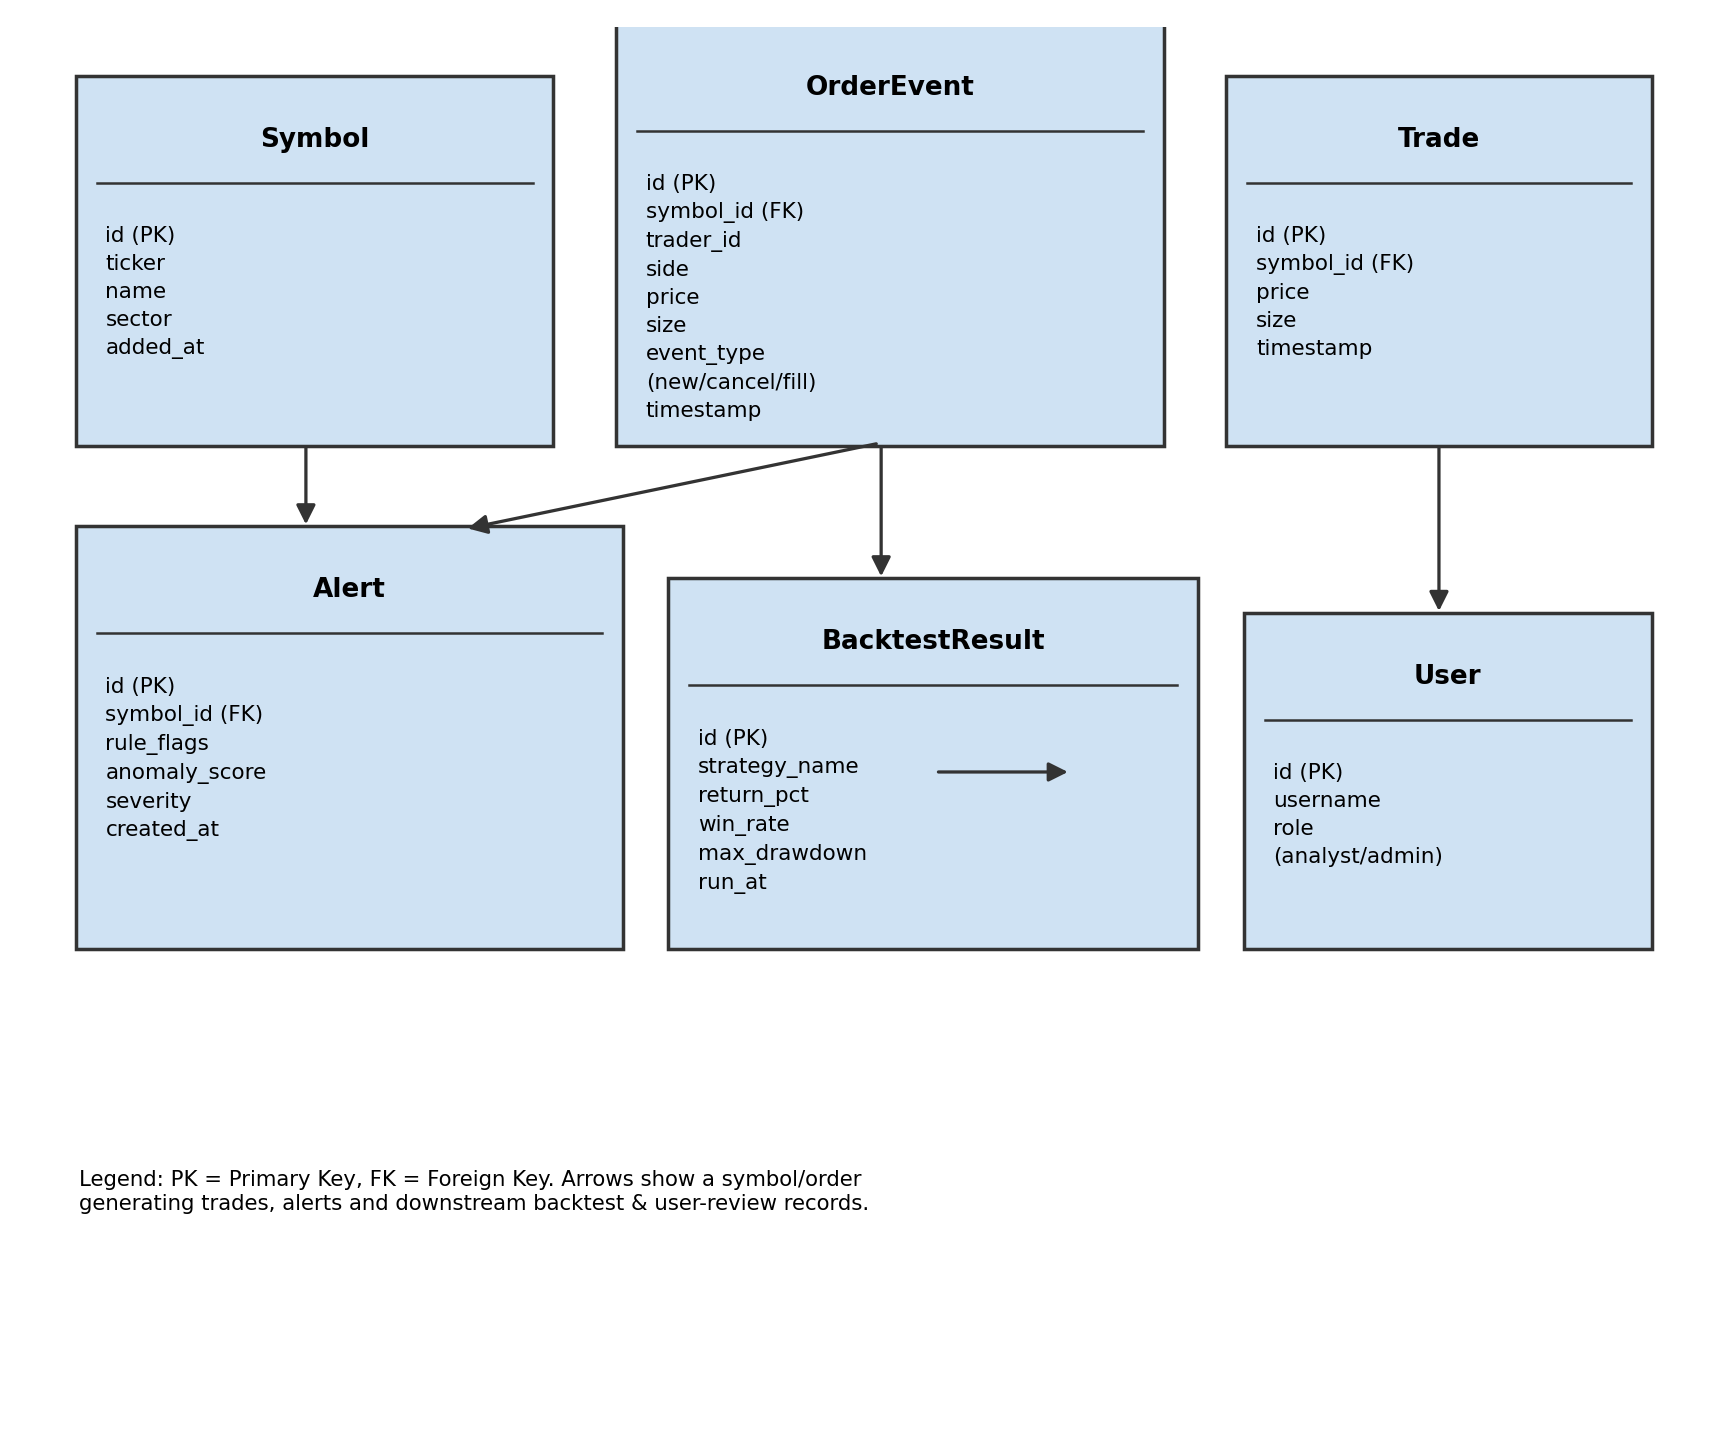 Symbol
id (PK)
ticker
name
sector
added_at
OrderEvent
id (PK)
symbol_id (FK)
trader_id
side
price
size
event_type
(new/cancel/fill)
timestamp
Trade
id (PK)
symbol_id (FK)
price
size
timestamp
Alert
id (PK)
symbol_id (FK)
rule_flags
anomaly_score
severity
created_at
BacktestResult
id (PK)
strategy_name
return_pct
win_rate
max_drawdown
run_at
User
id (PK)
username
role
(analyst/admin)
Legend: PK = Primary Key, FK = Foreign Key. Arrows show a symbol/order
generating trades, alerts and downstream backtest & user-review records.